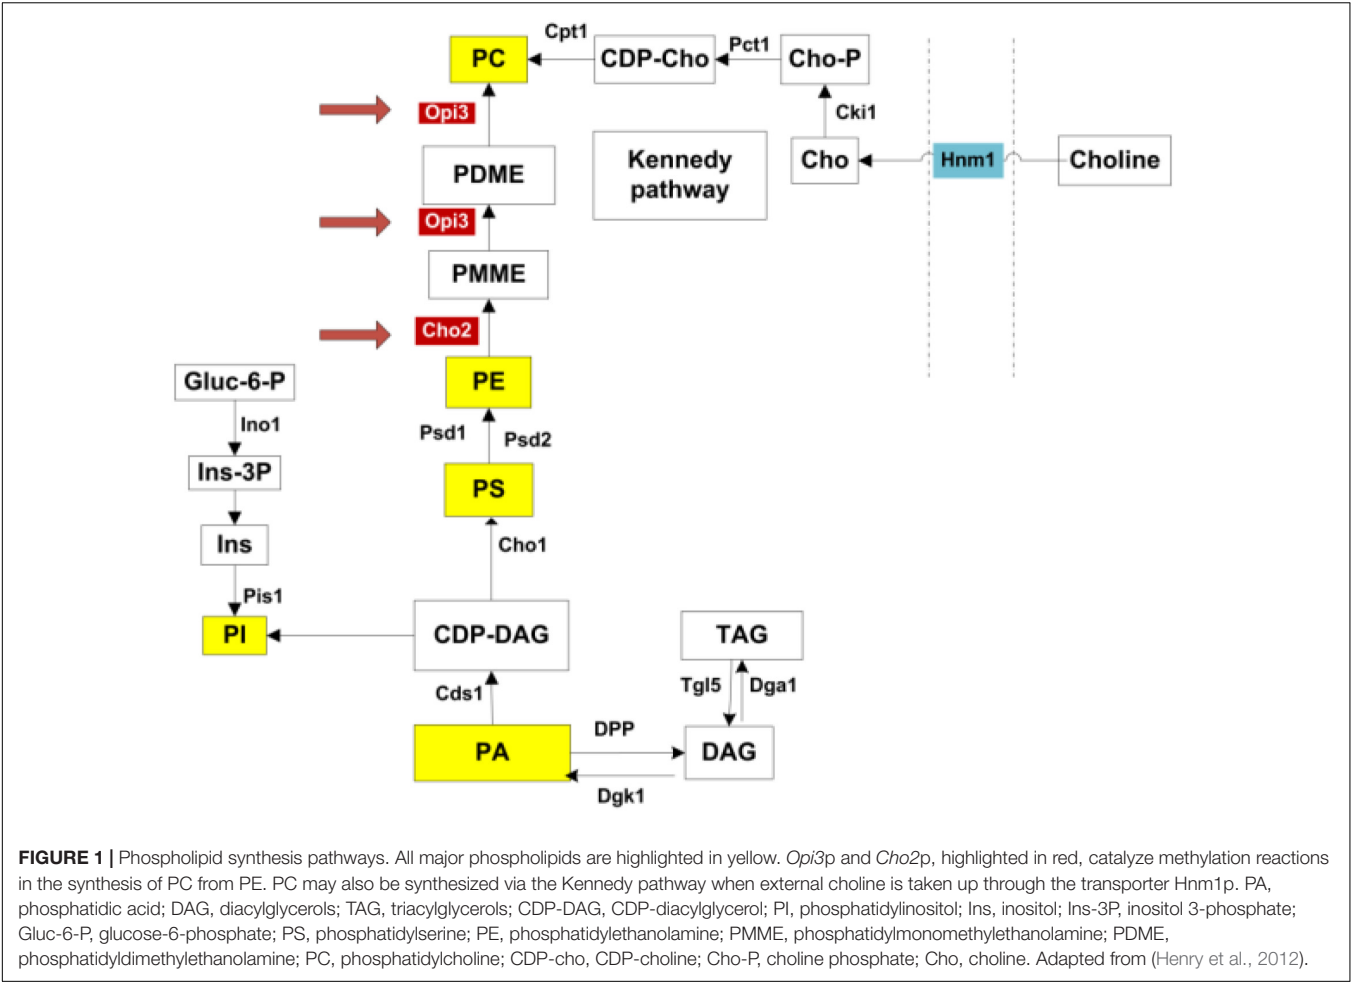 PC
Cpt1
CDP-Cho
Pct1
Cho-P
Opi3
Cki1
PDME
Kennedy
pathway
Cho
Hnm1
Choline
Opi3
PMME
Cho2
Gluc-6-P
PE
Ino1
Psd1
Psd2
Ins-3P
PS
Ins
Cho1
Pis1
PI
CDP-DAG
TAG
Cds1
Tgl5
Dga1
PA
DPP
DAG
Dgk1
FIGURE 1 | Phospholipid synthesis pathways. All major phospholipids are highlighted in yellow. Opi3p and Cho2p, highlighted in red, catalyze methylation reactions
in the synthesis of PC from PE. PC may also be synthesized via the Kennedy pathway when external choline is taken up through the transporter Hnm1p. PA,
phosphatidic acid; DAG, diacylglycerols; TAG, triacylglycerols; CDP-DAG, CDP-diacylglycerol; PI, phosphatidylinositol; Ins, inositol; Ins-3P, inositol 3-phosphate;
Gluc-6-P, glucose-6-phosphate; PS, phosphatidylserine; PE, phosphatidylethanolamine; PMME, phosphatidylmonomethylethanolamine; PDME,
phosphatidyldimethylethanolamine; PC, phosphatidylcholine; CDP-cho, CDP-choline; Cho-P, choline phosphate; Cho, choline. Adapted from (Henry et al., 2012).